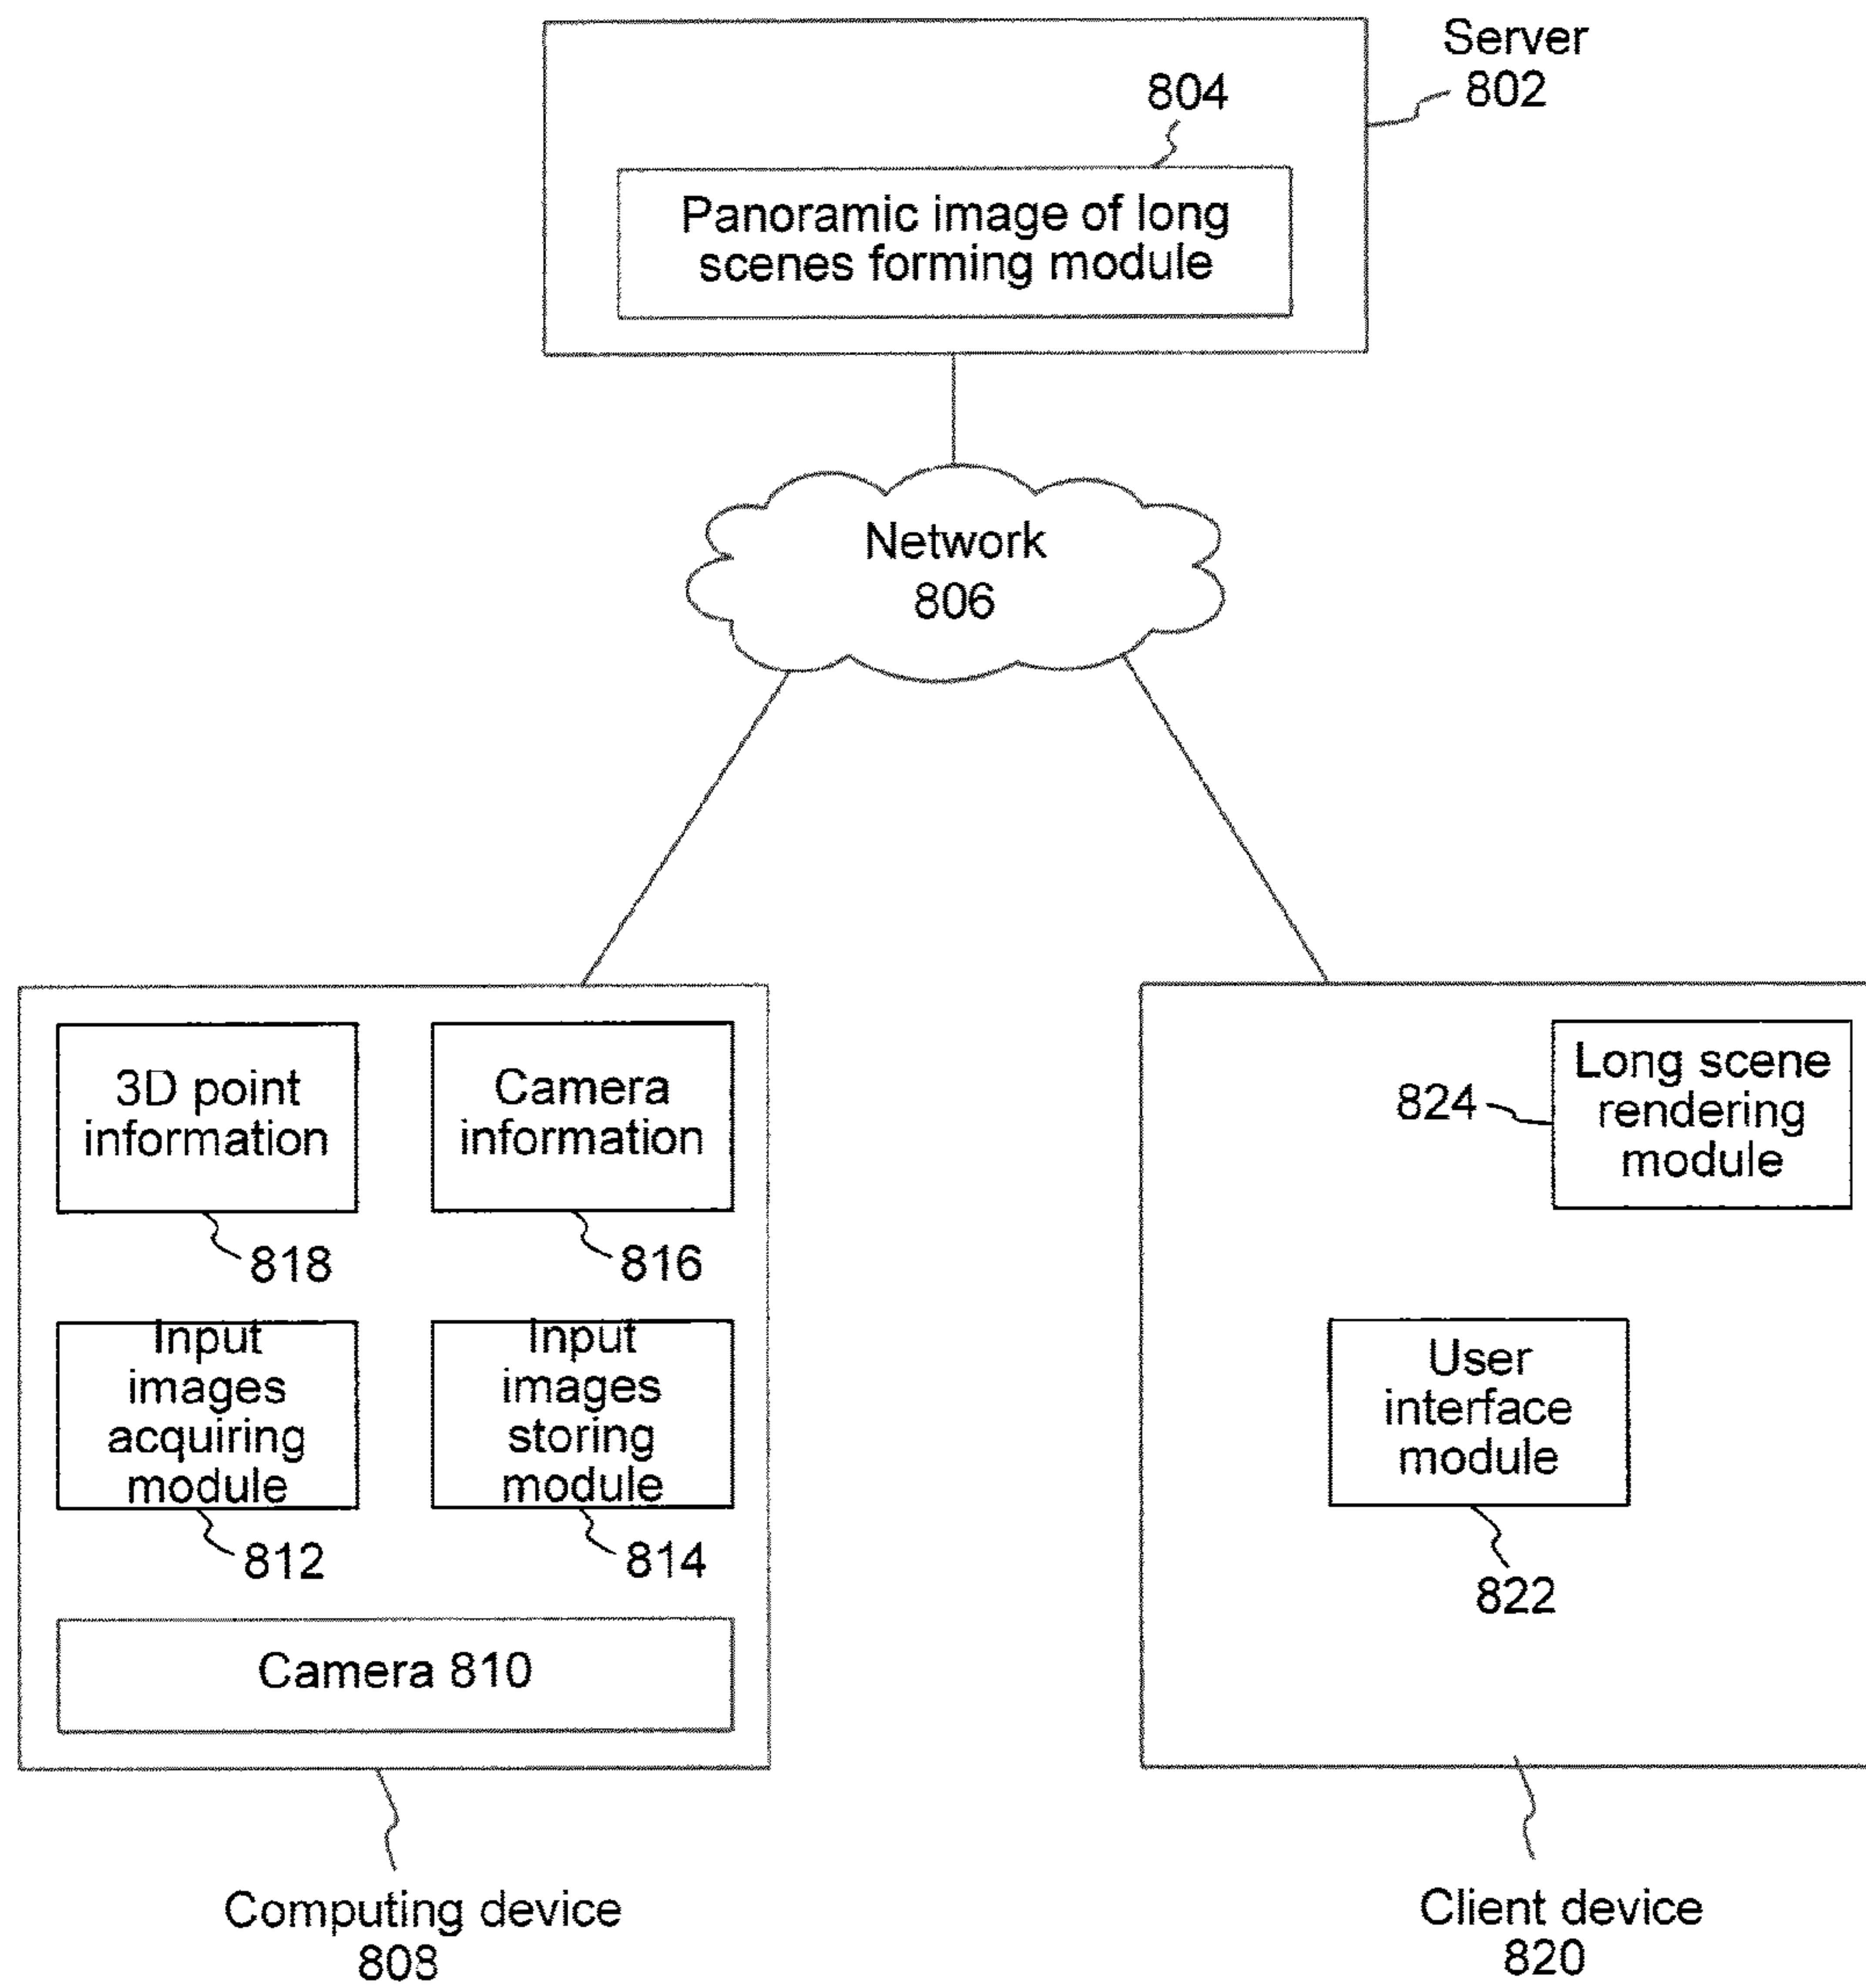 Server
802
804
Panoramic image of long
scenes forming module
Network
806
3D point
information
818
Camera
information
816
Input
images
acquiring
module
812
Input
images
storing
module
814
Camera 810
Computing device
808
Long scene
rendering
module
824
User
interface
module
822
Client device
820